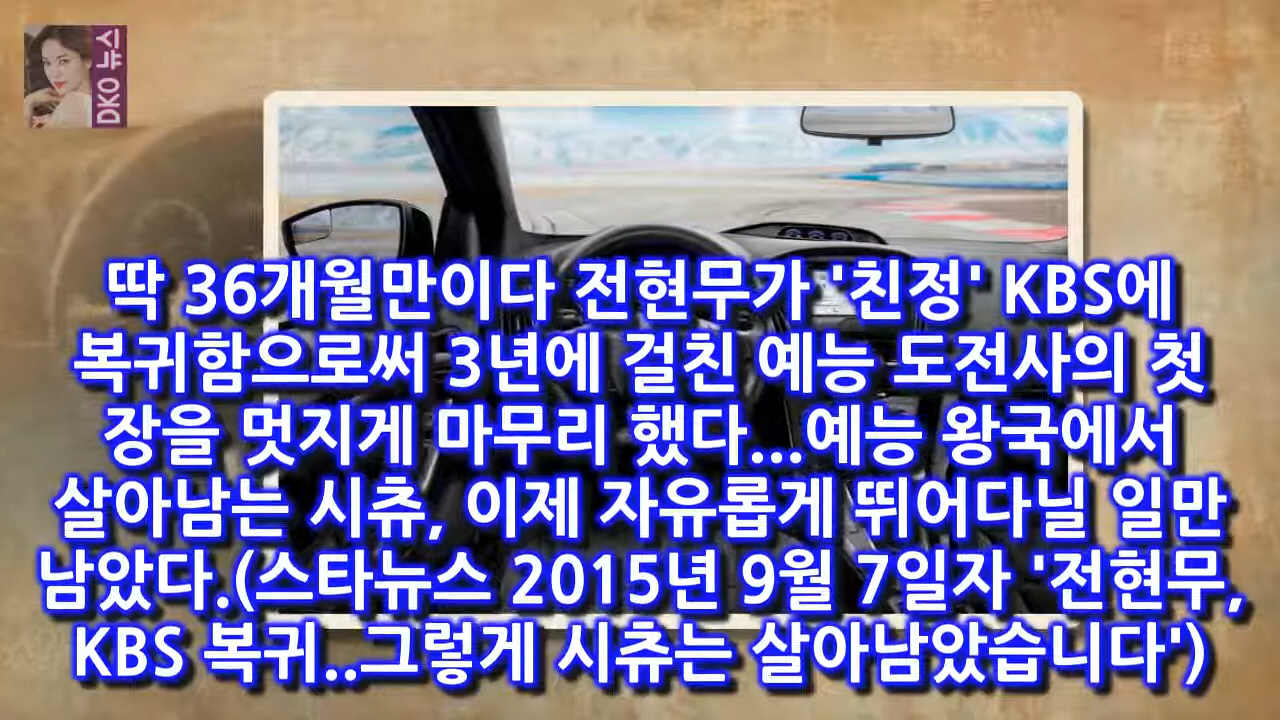 DKO 뉴스
딱 36개월만이다 전현무가 '친정' KBS에
복귀함으로써 3년에 걸친 예능 도전사의 첫
장을 멋지게 마무리 했다...예능 왕국에서
살아남는 시츄, 이제 자유롭게 뛰어다닐 일만
남았다.(스타뉴스 2015년 9월 7일자 '전현무,
KBS 복귀..그렇게 시츄는 살아남았습니다')